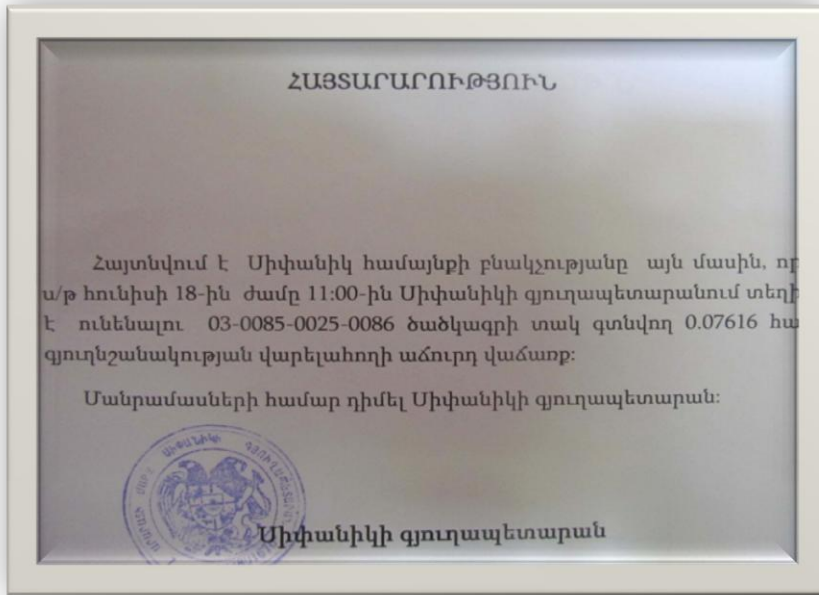 ՀԱՅՏԱՐԱՐՈՒԹՅՈՒՆ
Հայտնվում է Սիփանիկ համայնքի բնակչությանը այն մասին, որ
ս/թ հունիսի 18-ին ժամը 11:00-ին Սիփանիկի գյուղապետարանում տեղի
է ունենալու 03-0085-0025-0086 ծածկագրի տակ գտնվող 0.07616 հա
գյուղնշանակության վարելահողի աճուրդ վաճառք:
Մանրամասների համար դիմել Սիփանիկի գյուղապետարան:
Սիփանիկի գյուղապետարան